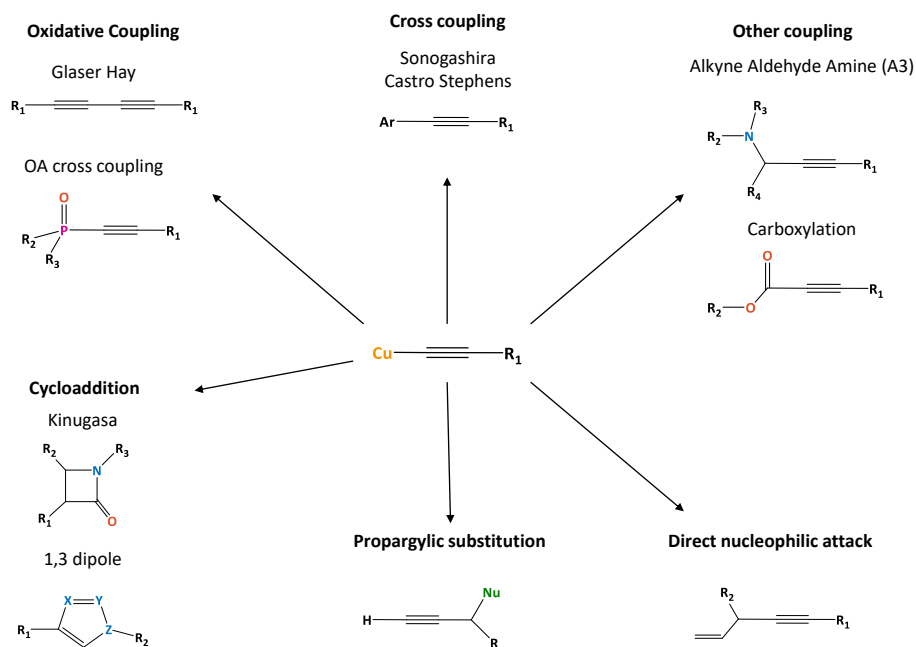 Oxidative Coupling
Glaser Hay
R1 R1
OA cross coupling
O
P
R1
R2
R3
Cross coupling
Sonogashira
Castro Stephens
Ar R1
Other coupling
Alkyne Aldehyde Amine (A3)
R3
R2 N
R1
R4
Carboxylation
O
R1
R2 O
Cu R1
Cycloaddition
Kinugasa
R2 R3
N
R1 O
1,3 dipole
X Y
R1 Z R2
Propargylic substitution
Nu
H
R
Direct nucleophilic attack
R2
R1